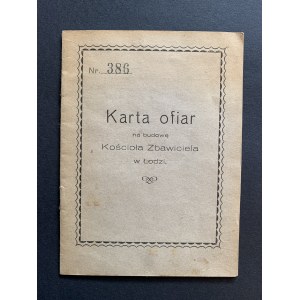 Nr. 386
Karta ofiar
na budowę
Kościoła Zbawiciela
w Łodzi.